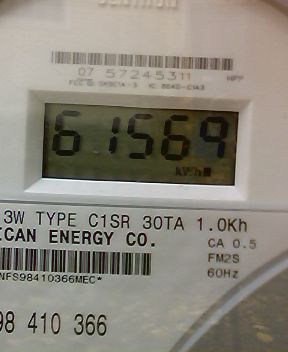 07 57245311
61569
kWh
3W TYPE C1SR 30TA 1.0Kh
ICAN ENERGY CO.
CA 0.5
FM2S
60Hz
NFS98410366MEC*
98 410 366